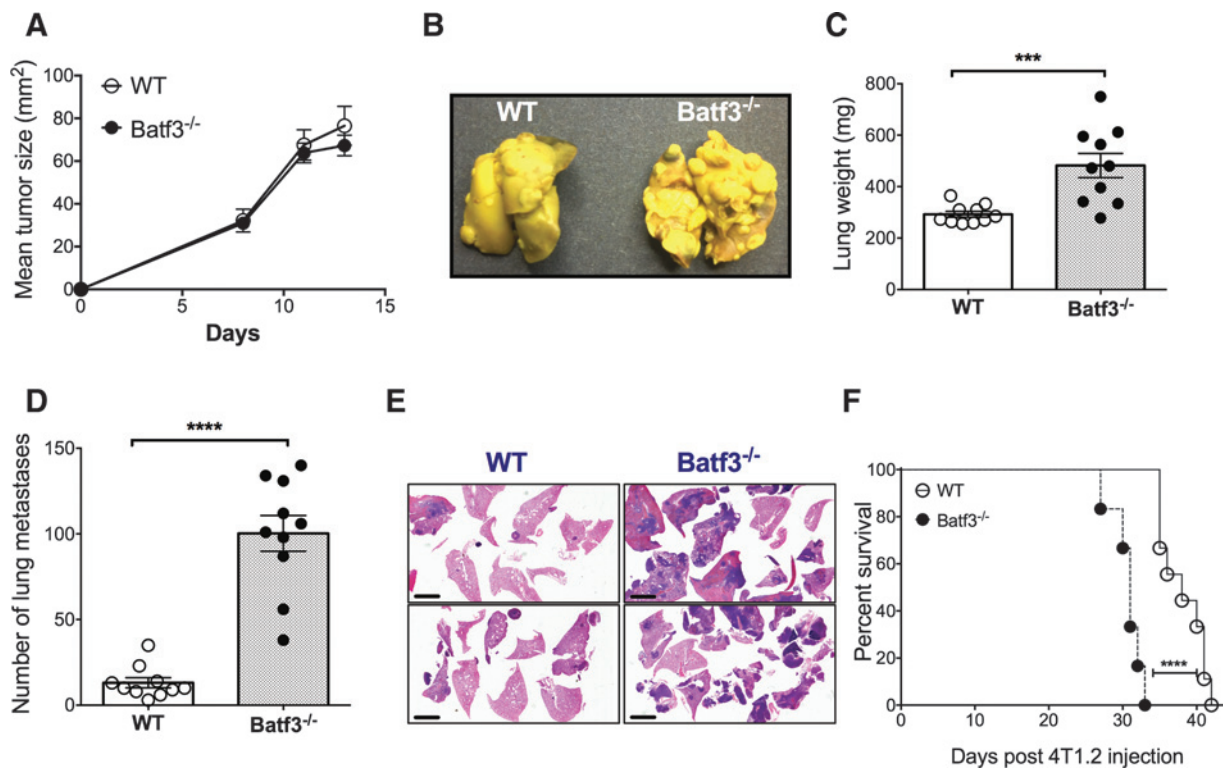 A
Mean tumor size (mm²)
100
80
60
40
20
0
0
5
10
15
Days
WT
Batf3-/-
B
WT
Batf3-/-
C
***
Lung weight (mg)
800
600
400
200
0
WT
Batf3-/-
D
****
Number of lung metastases
150
100
50
0
WT
Batf3-/-
E
WT
Batf3-/-
F
Percent survival
100
80
60
40
20
0
0
10
20
30
40
WT
Batf3-/-
****
Days post 4T1.2 injection